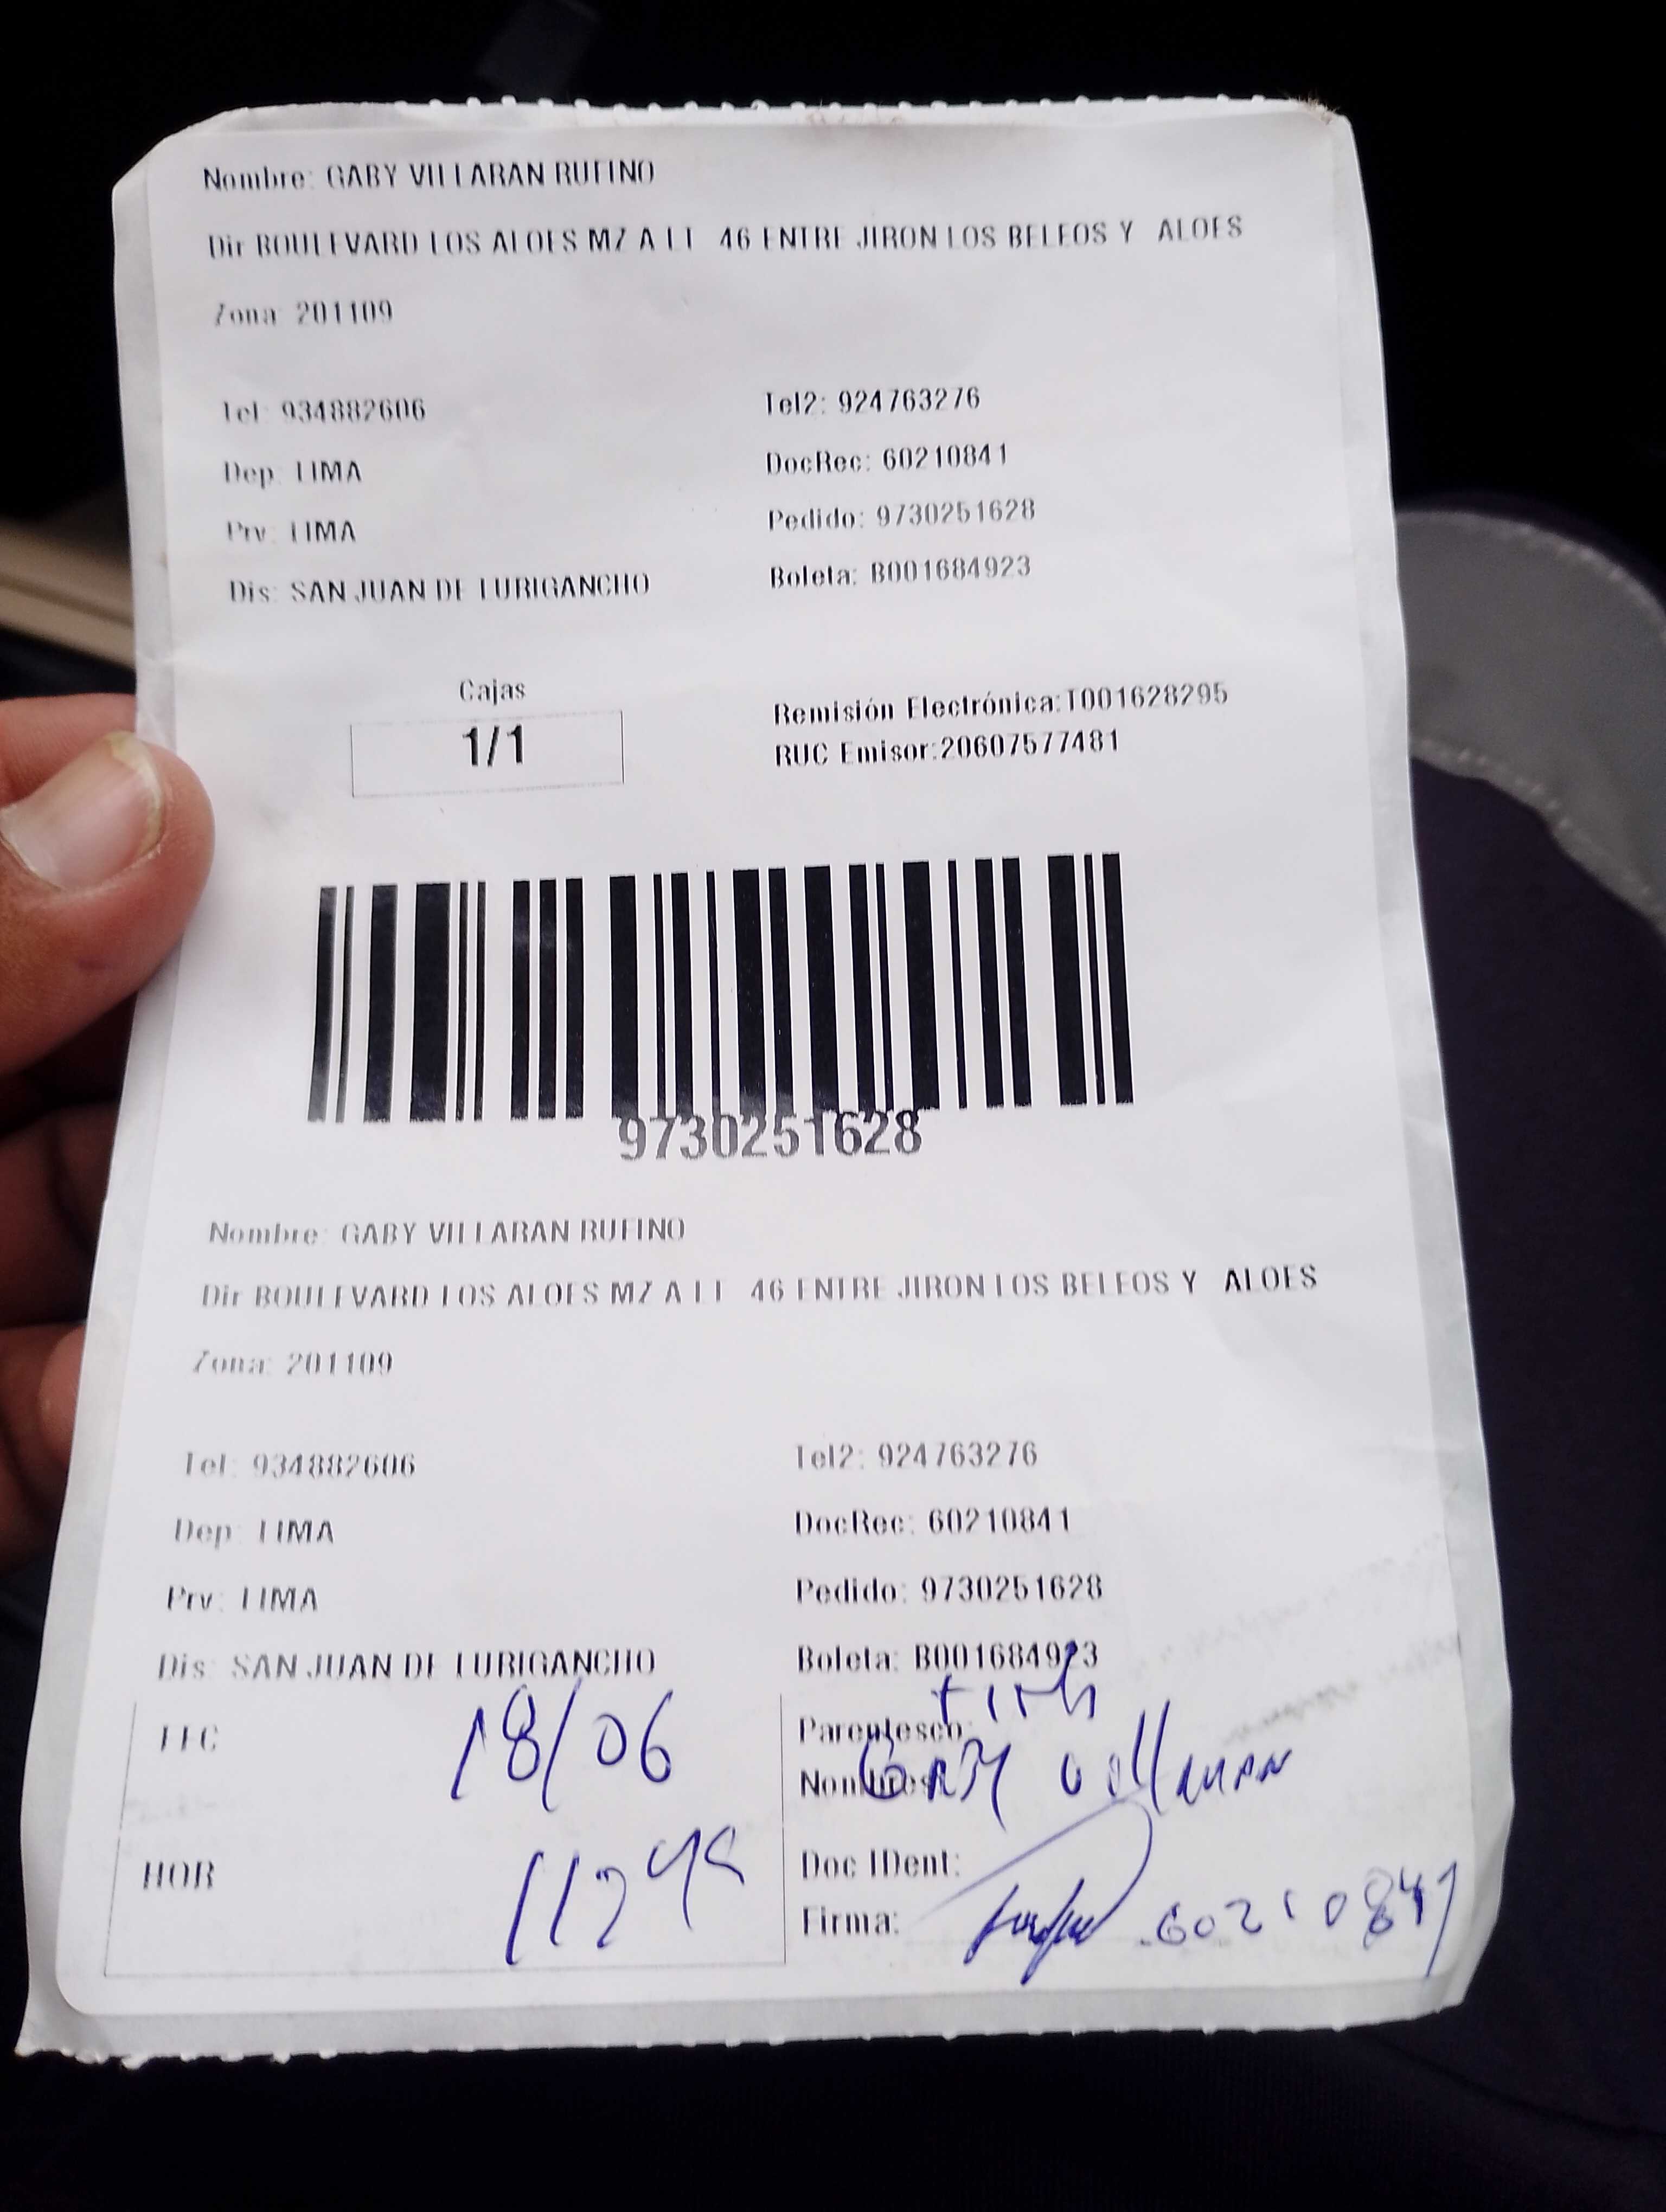 Nombre: GABY VILLARAN RUFINO
Dir BOULEVARD LOS ALOES MZ A LT 46 ENTRE JIRON LOS BELEOS Y ALOES
Zona: 201109
Tel: 934882606 Tel2: 924763276
Dep: LIMA DocRec: 60210841
Prv: LIMA Pedido: 9730251628
Dis: SAN JUAN DE LURIGANCHO Boleta: B001684923
Cajas
1/1
Remisión Electrónica:T001628295
RUC Emisor:20607577481
9730251628
Nombre: GABY VILLARAN RUFINO
Dir BOULEVARD LOS ALOES MZ A LT 46 ENTRE JIRON LOS BELEOS Y ALOES
Zona: 201109
Tel: 934882606 Tel2: 924763276
Dep: LIMA DocRec: 60210841
Prv: LIMA Pedido: 9730251628
Dis: SAN JUAN DE LURIGANCHO Boleta: B001684923
FEC 18/06 Parentesco:
Nombres: Gaby Villaran
HOR Doc IDent:
Firma: 60210841